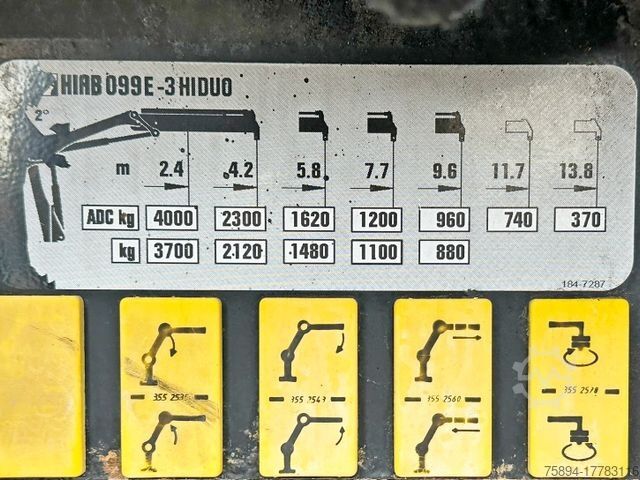 HIAB 099E-3 HIDUO
2°
m 2.4 4.2 5.8 7.7 9.6 11.7 13.8
ADC kg 4000 2300 1620 1200 960 740 370
kg 3700 2120 1480 1100 880
184-7287
355 2535 355 2543 355 2560 355 2578
75894-17783116